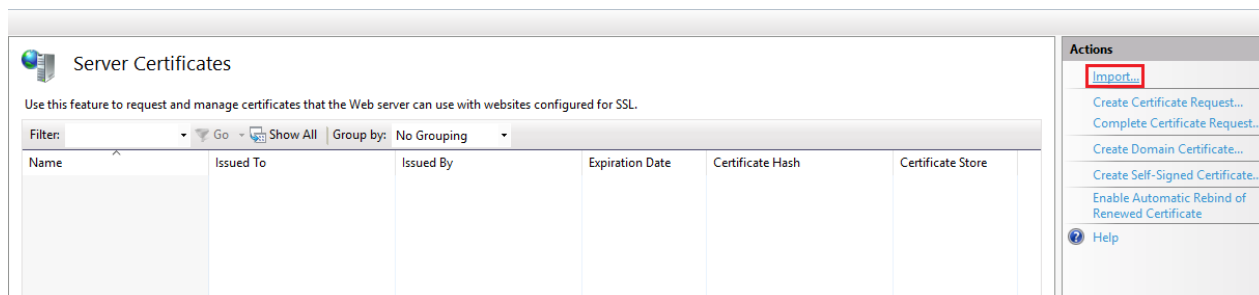 Server Certificates
Use this feature to request and manage certificates that the Web server can use with websites configured for SSL.
Filter: Go Show All Group by: No Grouping
Name Issued To Issued By Expiration Date Certificate Hash Certificate Store
Actions
Import...
Create Certificate Request...
Complete Certificate Request...
Create Domain Certificate...
Create Self-Signed Certificate...
Enable Automatic Rebind of
Renewed Certificate
Help